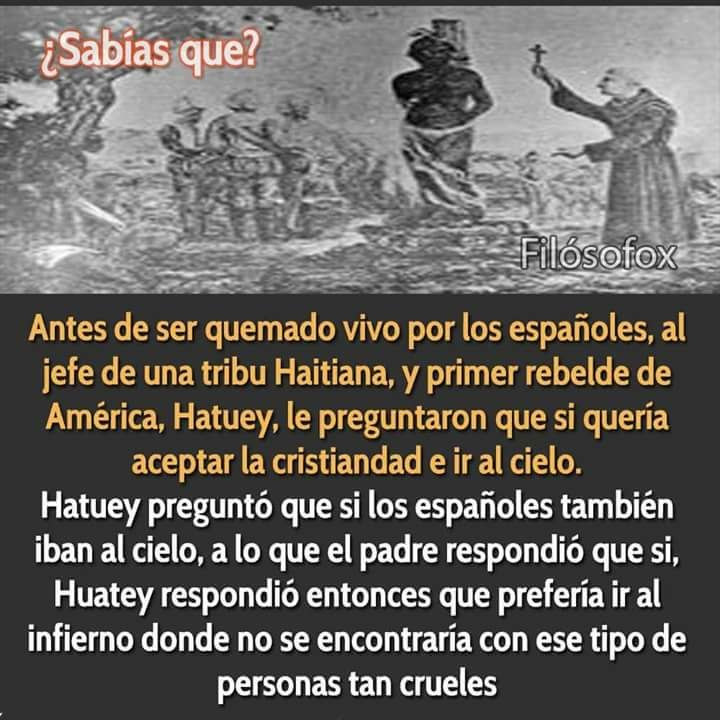 ¿Sabías que?
Filósofox
Antes de ser quemado vivo por los españoles, al
jefe de una tribu Haitiana, y primer rebelde de
América, Hatuey, le preguntaron que si quería
aceptar la cristiandad e ir al cielo.
Hatuey preguntó que si los españoles también
iban al cielo, a lo que el padre respondió que si,
Huatey respondió entonces que prefería ir al
infierno donde no se encontraría con ese tipo de
personas tan crueles